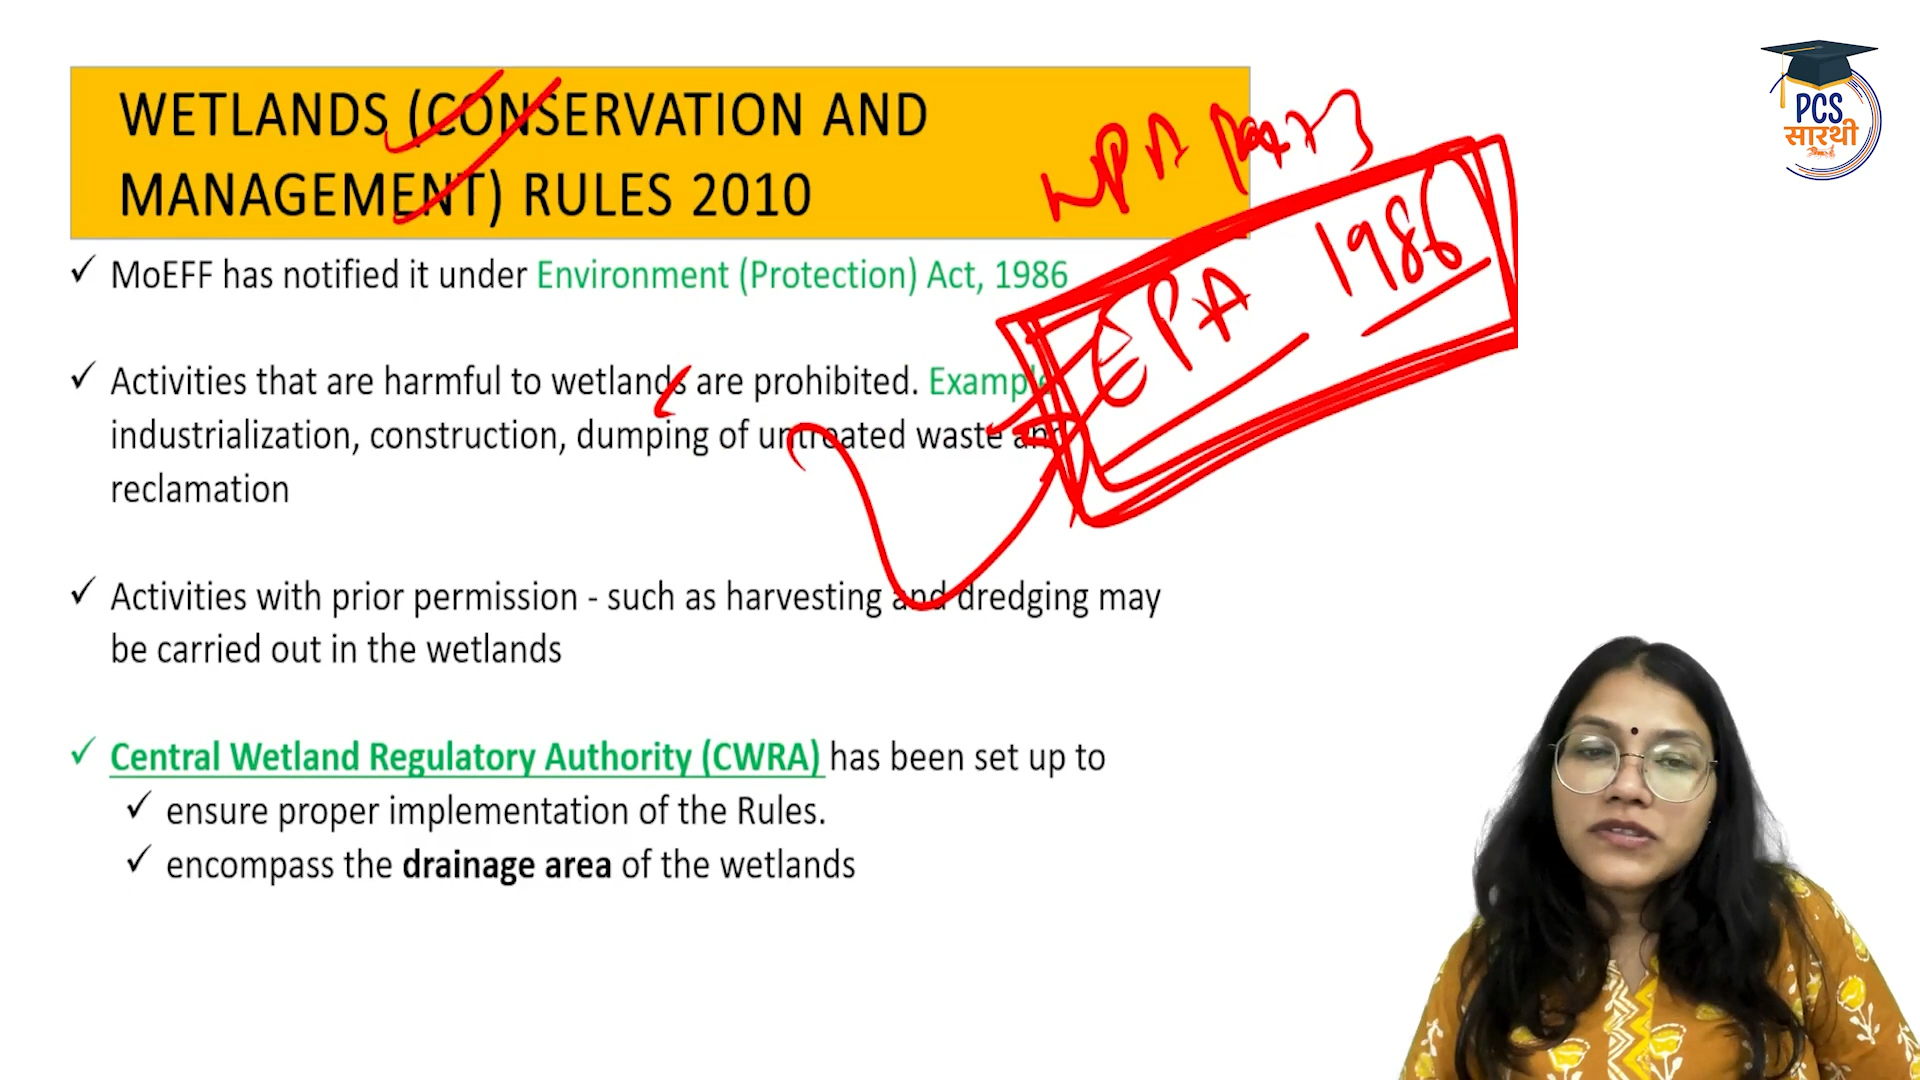 WETLANDS (CONSERVATION AND
MANAGEMENT) RULES 2010
PCS
सारथी
WPA
EPA 1986
✓ MoEFF has notified it under Environment (Protection) Act, 1986
✓ Activities that are harmful to wetlands are prohibited. Example
industrialization, construction, dumping of untreated waste and
reclamation
✓ Activities with prior permission - such as harvesting and dredging may
be carried out in the wetlands
✓ Central Wetland Regulatory Authority (CWRA) has been set up to
✓ ensure proper implementation of the Rules.
✓ encompass the drainage area of the wetlands